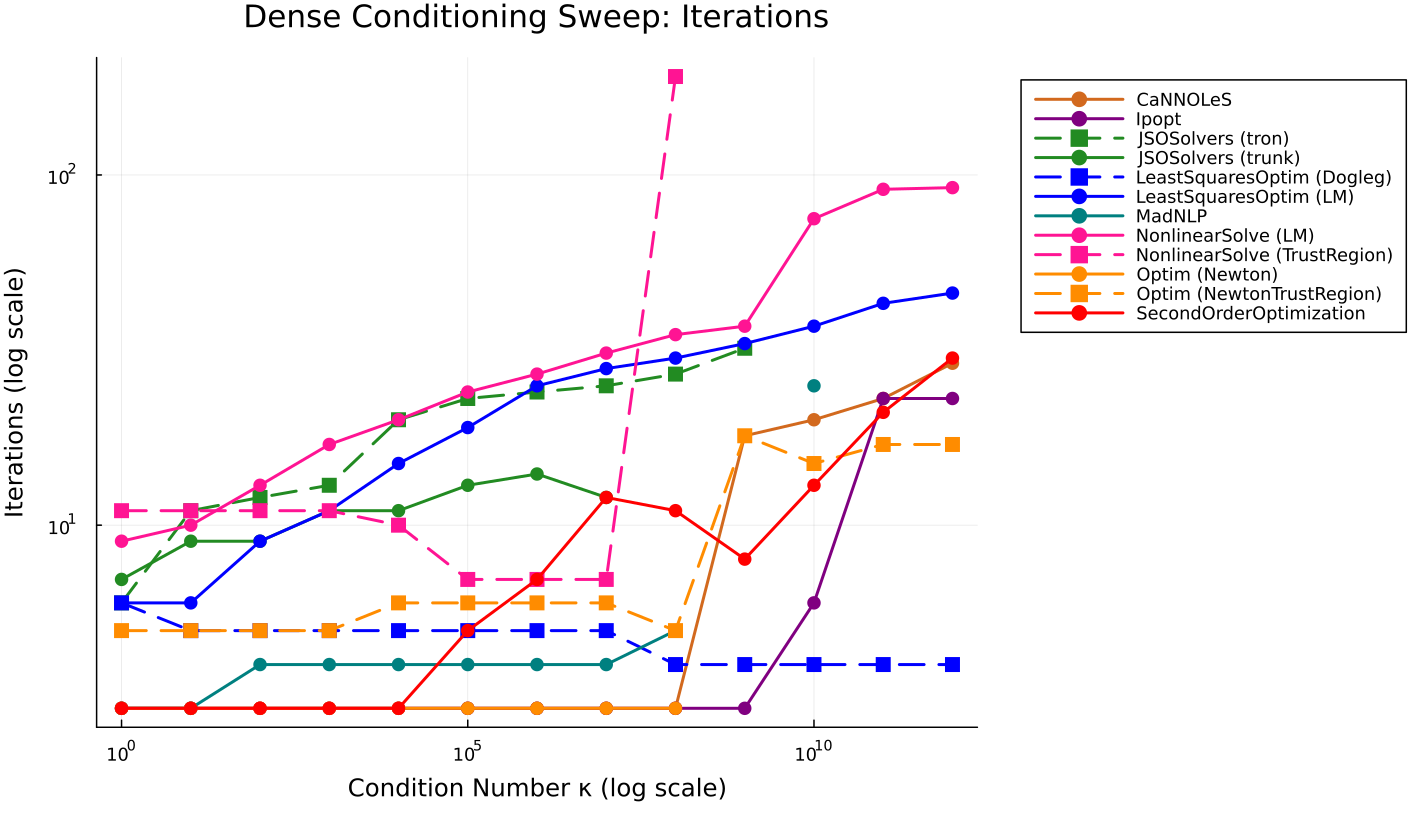 Dense Conditioning Sweep: Iterations
Iterations (log scale)
10^2
10^1
10^0
10^5
10^10
Condition Number κ (log scale)
CaNNOLeS
Ipopt
JSOSolvers (tron)
JSOSolvers (trunk)
LeastSquaresOptim (Dogleg)
LeastSquaresOptim (LM)
MadNLP
NonlinearSolve (LM)
NonlinearSolve (TrustRegion)
Optim (Newton)
Optim (NewtonTrustRegion)
SecondOrderOptimization